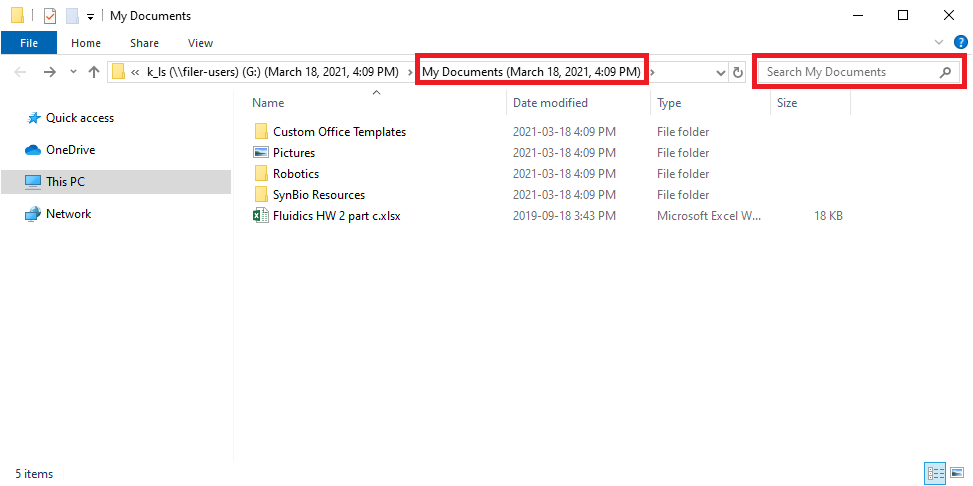 My Documents
File Home Share View
« k_ls (\\filer-users) (G:) (March 18, 2021, 4:09 PM) › My Documents (March 18, 2021, 4:09 PM) › Search My Documents
Name Date modified Type Size
Quick access
OneDrive
This PC
Network
Custom Office Templates 2021-03-18 4:09 PM File folder
Pictures 2021-03-18 4:09 PM File folder
Robotics 2021-03-18 4:09 PM File folder
SynBio Resources 2021-03-18 4:09 PM File folder
Fluidics HW 2 part c.xlsx 2019-09-18 3:43 PM Microsoft Excel W... 18 KB
5 items